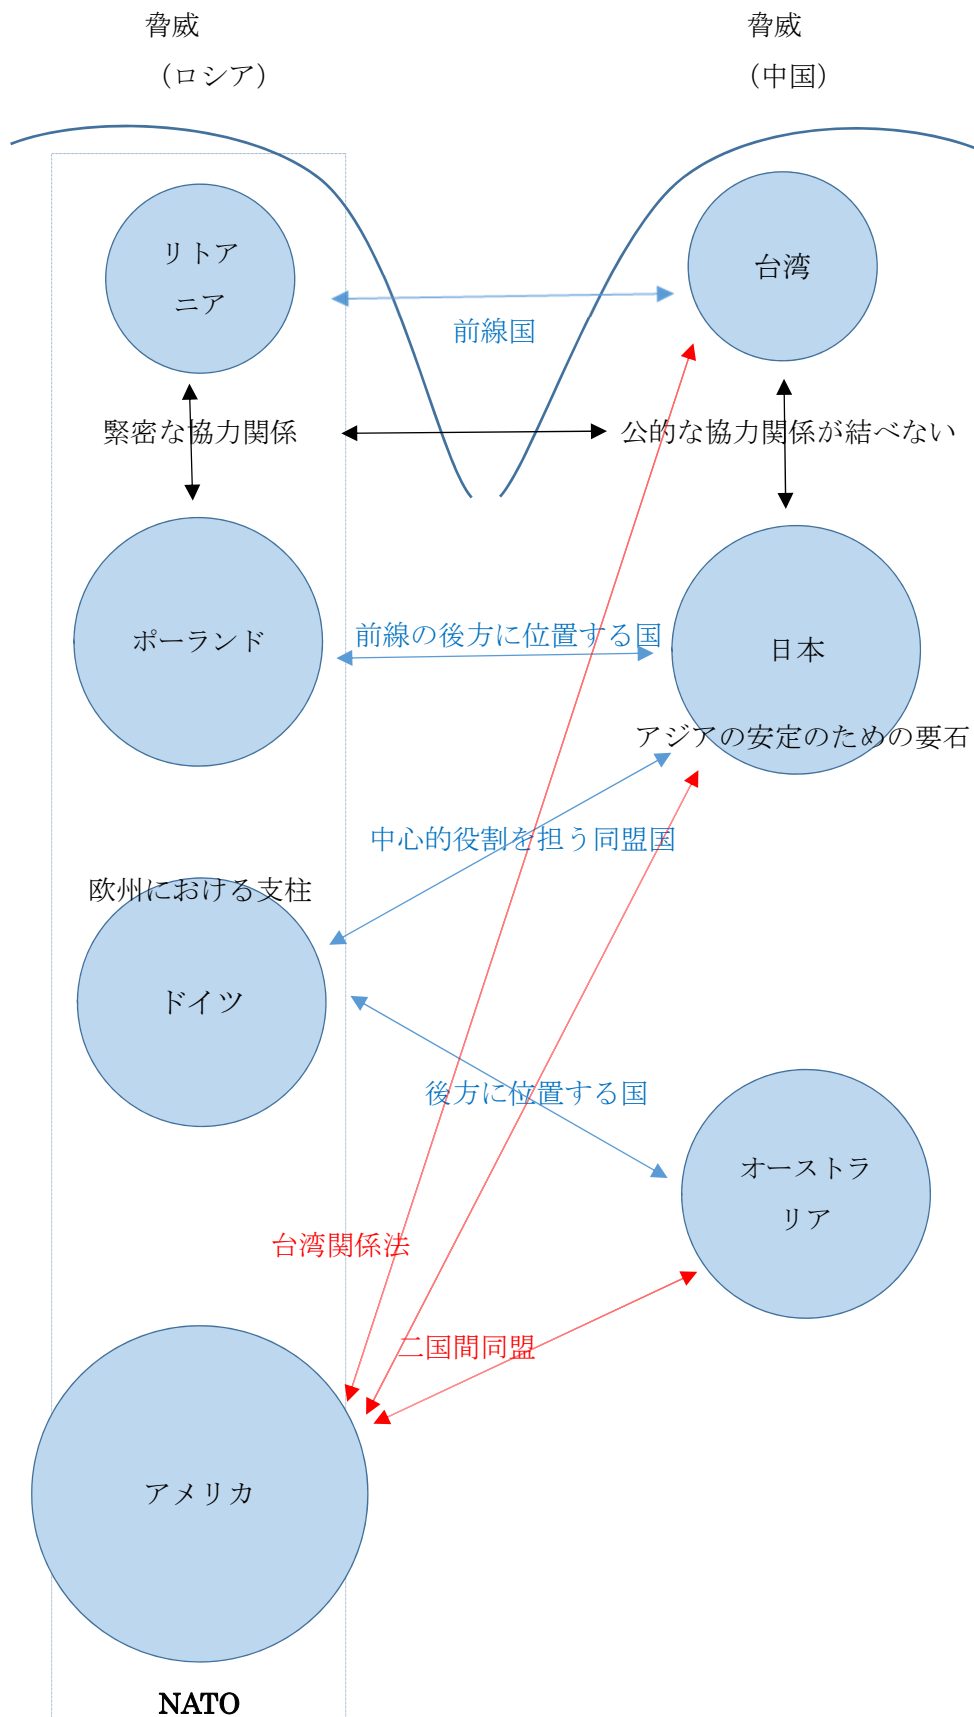 脅威
（ロシア）
脅威
（中国）
リトア
ニア
台湾
前線国
緊密な協力関係
公的な協力関係が結べない
ポーランド
前線の後方に位置する国
日本
アジアの安定のための要石
中心的役割を担う同盟国
欧州における支柱
ドイツ
後方に位置する国
オーストラ
リア
台湾関係法
二国間同盟
アメリカ
NATO